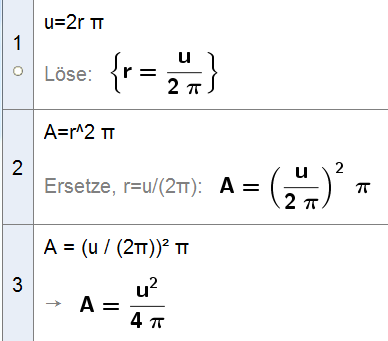 1
u=2r π
Löse: {r = u / 2 π}
2
A=r^2 π
Ersetze, r=u/(2π): A = (u / 2 π)² π
3
A = (u / (2π))² π
→ A = u² / 4 π